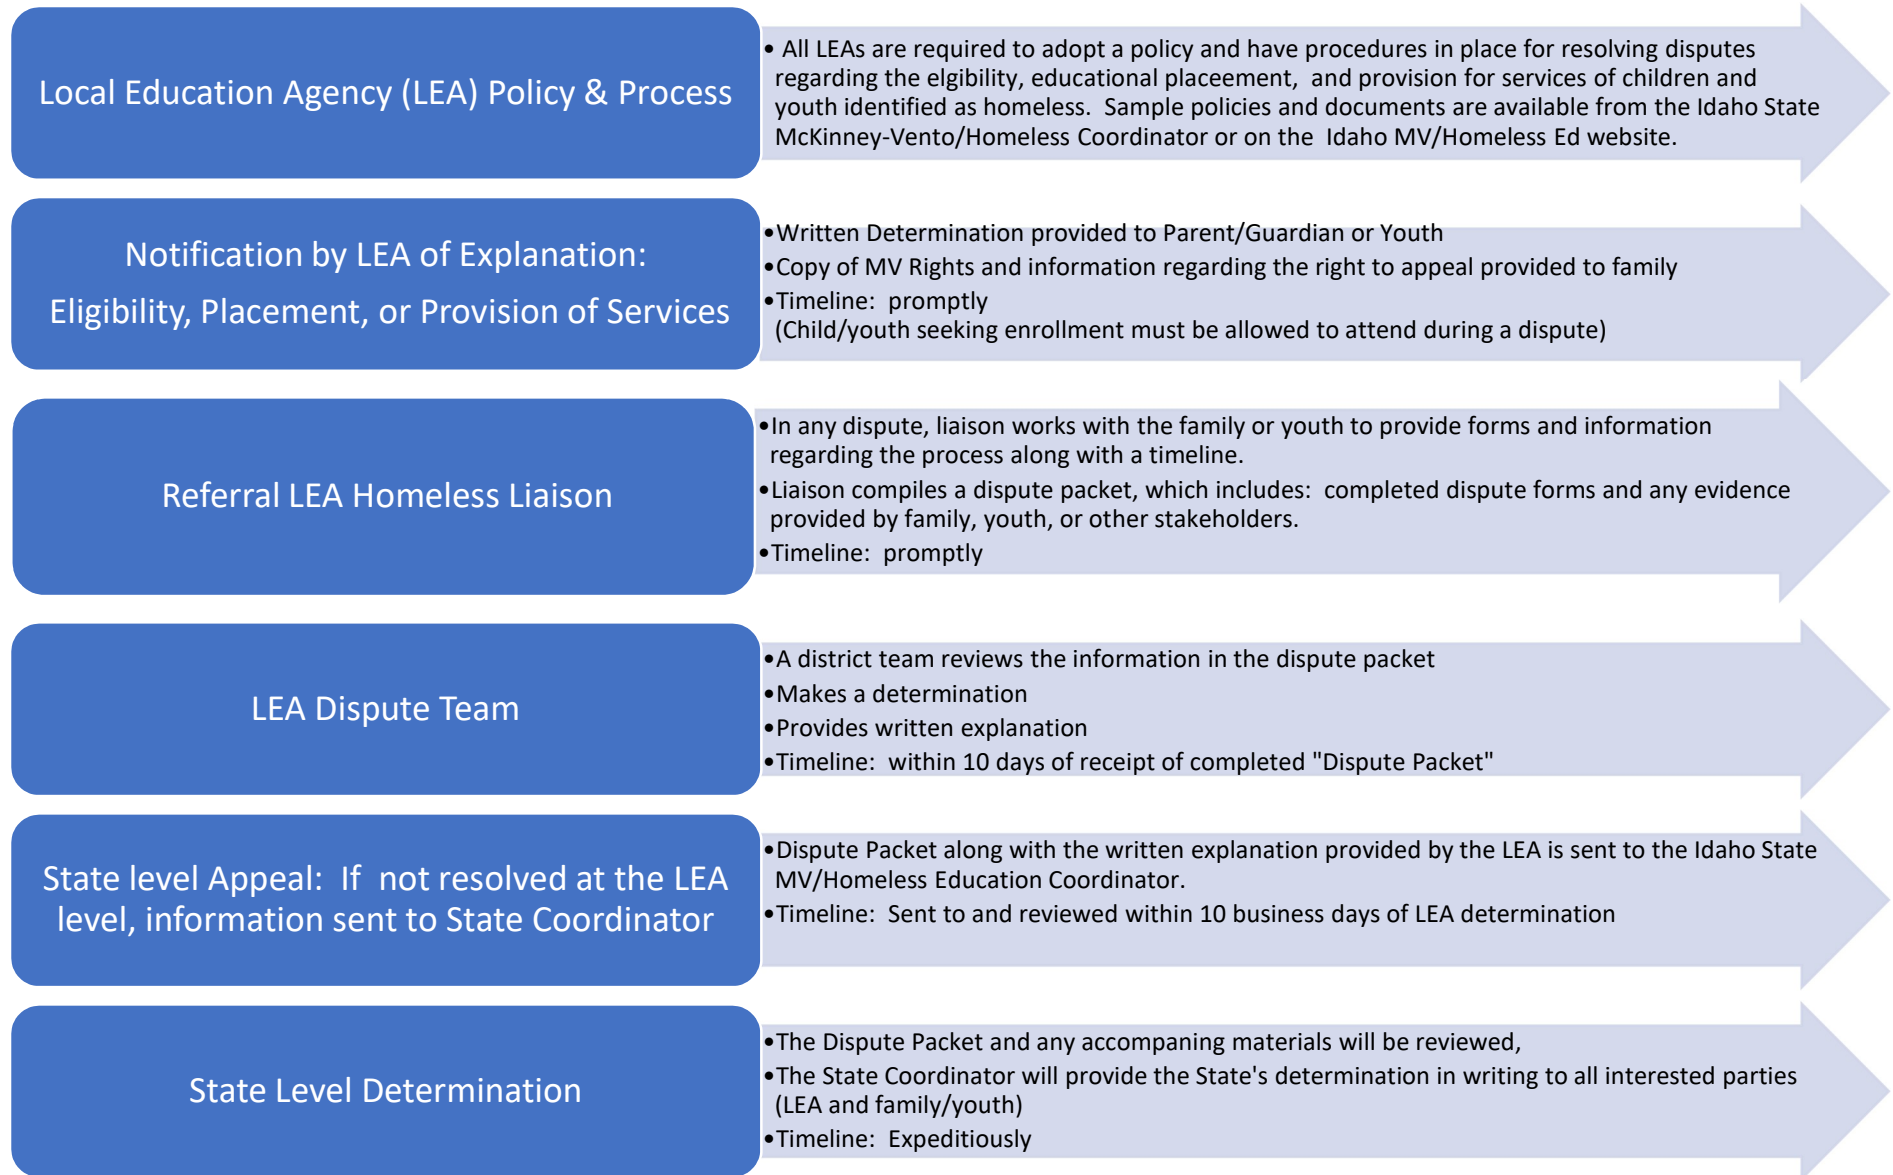 Local Education Agency (LEA) Policy & Process
• All LEAs are required to adopt a policy and have procedures in place for resolving disputes
regarding the elgibility, educational placeement, and provision for services of children and
youth identified as homeless. Sample policies and documents are available from the Idaho State
McKinney-Vento/Homeless Coordinator or on the Idaho MV/Homeless Ed website.
Notification by LEA of Explanation:
Eligibility, Placement, or Provision of Services
•Written Determination provided to Parent/Guardian or Youth
•Copy of MV Rights and information regarding the right to appeal provided to family
•Timeline: promptly
(Child/youth seeking enrollment must be allowed to attend during a dispute)
Referral LEA Homeless Liaison
•In any dispute, liaison works with the family or youth to provide forms and information
regarding the process along with a timeline.
•Liaison compiles a dispute packet, which includes: completed dispute forms and any evidence
provided by family, youth, or other stakeholders.
•Timeline: promptly
LEA Dispute Team
•A district team reviews the information in the dispute packet
•Makes a determination
•Provides written explanation
•Timeline: within 10 days of receipt of completed "Dispute Packet"
State level Appeal: If not resolved at the LEA
level, information sent to State Coordinator
•Dispute Packet along with the written explanation provided by the LEA is sent to the Idaho State
MV/Homeless Education Coordinator.
•Timeline: Sent to and reviewed within 10 business days of LEA determination
State Level Determination
•The Dispute Packet and any accompaning materials will be reviewed,
•The State Coordinator will provide the State's determination in writing to all interested parties
(LEA and family/youth)
•Timeline: Expeditiously